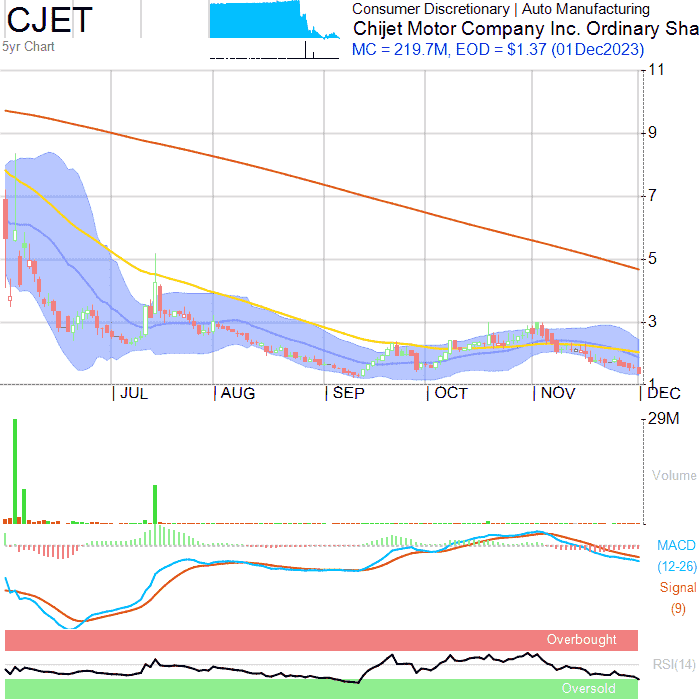 CJET
5yr Chart
Consumer Discretionary | Auto Manufacturing
Chijet Motor Company Inc. Ordinary Sha
MC = 219.7M, EOD = $1.37 (01Dec2023)
11
9
7
5
3
1
JUL AUG SEP OCT NOV DEC
29M
Volume
MACD
(12-26)
Signal
(9)
Overbought
RSI(14)
Oversold